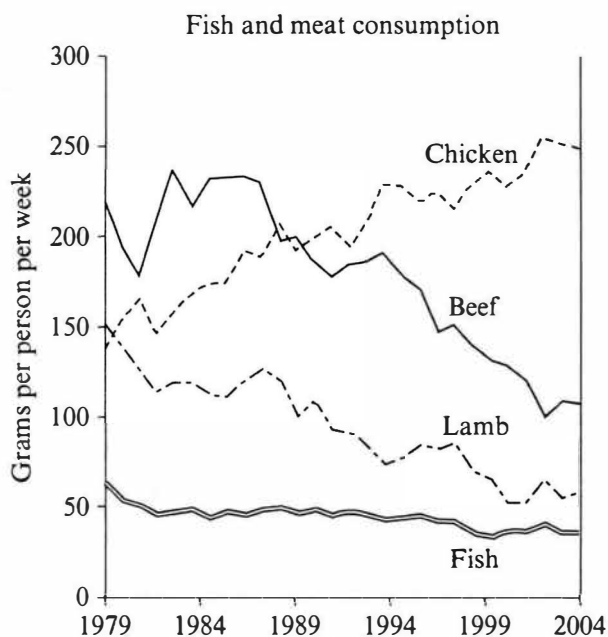 Fish and meat consumption
300
250
200
150
100
50
0
Grams per person per week
Chicken
Beef
Lamb
Fish
1979 1984 1989 1994 1999 2004